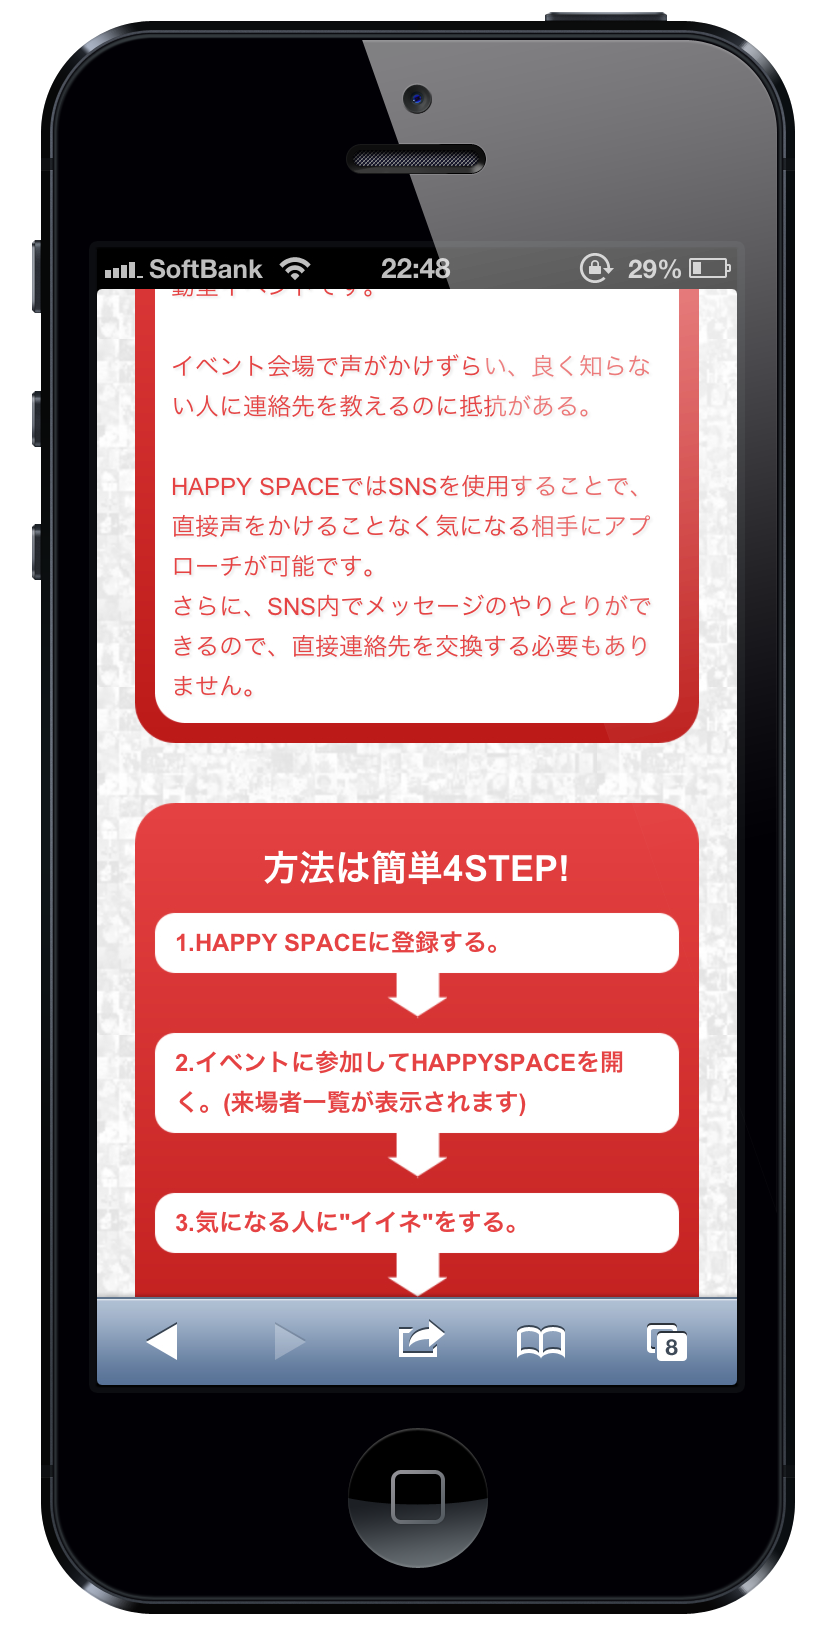 SoftBank 22:48 29%
動型イベントです。
イベント会場で声がかけずらい、良く知らな
い人に連絡先を教えるのに抵抗がある。
HAPPY SPACEではSNSを使用することで、
直接声をかけることなく気になる相手にアプ
ローチが可能です。
さらに、SNS内でメッセージのやりとりがで
きるので、直接連絡先を交換する必要もあり
ません。
方法は簡単4STEP!
1.HAPPY SPACEに登録する。
2.イベントに参加してHAPPYSPACEを開
く。(来場者一覧が表示されます)
3.気になる人に"イイネ"をする。
8